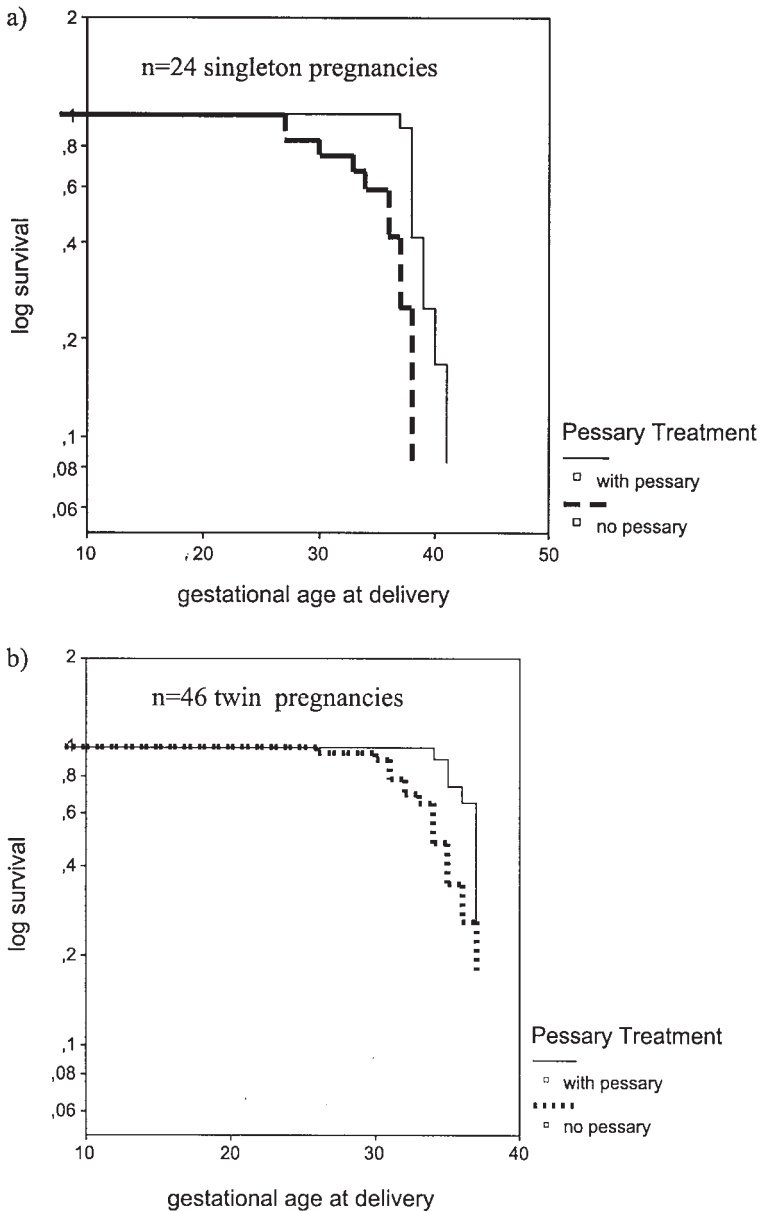 a)
2
n=24 singleton pregnancies
1
,8
,6
,4
,2
,1
,08
,06
log survival
10 20 30 40 50
gestational age at delivery
Pessary Treatment
with pessary
no pessary
b)
2
n=46 twin pregnancies
1
,8
,6
,4
,2
,1
,08
,06
log survival
10 20 30 40
gestational age at delivery
Pessary Treatment
with pessary
no pessary